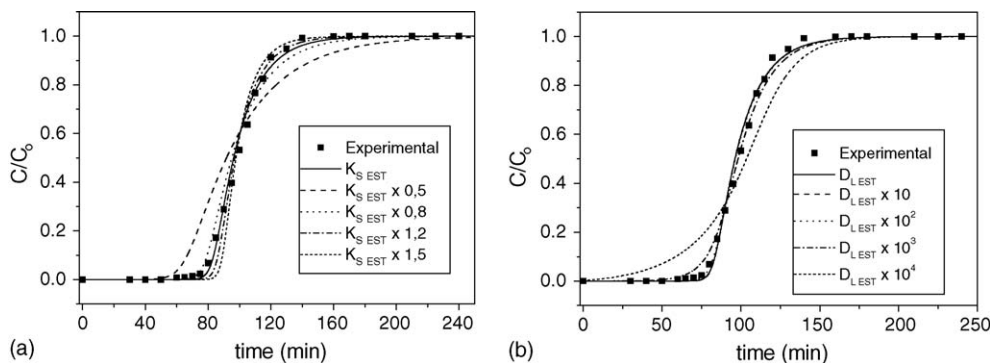 1.0
0.8
0.6
0.4
0.2
0.0
C/C₀
0 40 80 120 160 200 240
time (min)
(a)
Experimental
K_S EST
K_S EST x 0,5
K_S EST x 0,8
K_S EST x 1,2
K_S EST x 1,5
1.0
0.8
0.6
0.4
0.2
0.0
C/C₀
0 50 100 150 200 250
time (min)
(b)
Experimental
D_L EST
D_L EST x 10
D_L EST x 10²
D_L EST x 10³
D_L EST x 10⁴